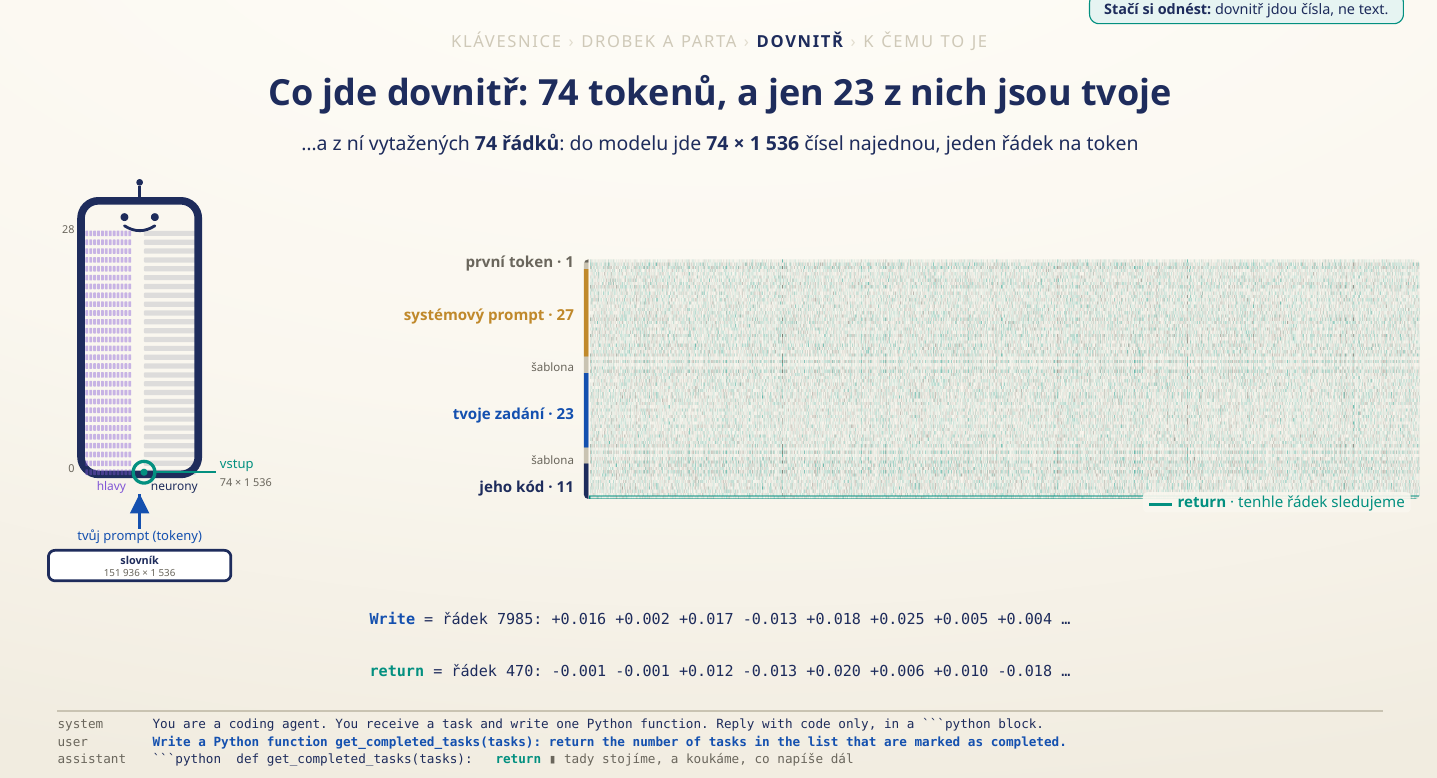 Stačí si odnést: dovnitř jdou čísla, ne text.
KLÁVESNICE › DROBEK A PARTA › DOVNITŘ › K ČEMU TO JE
Co jde dovnitř: 74 tokenů, a jen 23 z nich jsou tvoje
…a z ní vytažených 74 řádků: do modelu jde 74 × 1 536 čísel najednou, jeden řádek na token
28
0
hlavy
neurony
vstup
74 × 1 536
tvůj prompt (tokeny)
slovník
151 936 × 1 536
první token · 1
systémový prompt · 27
šablona
tvoje zadání · 23
šablona
jeho kód · 11
return · tenhle řádek sledujeme
Write = řádek 7985: +0.016 +0.002 +0.017 -0.013 +0.018 +0.025 +0.005 +0.004 …
return = řádek 470: -0.001 -0.001 +0.012 -0.013 +0.020 +0.006 +0.010 -0.018 …
system You are a coding agent. You receive a task and write one Python function. Reply with code only, in a ```python block.
user Write a Python function get_completed_tasks(tasks): return the number of tasks in the list that are marked as completed.
assistant ```python def get_completed_tasks(tasks): return ▮ tady stojíme, a koukáme, co napíše dál